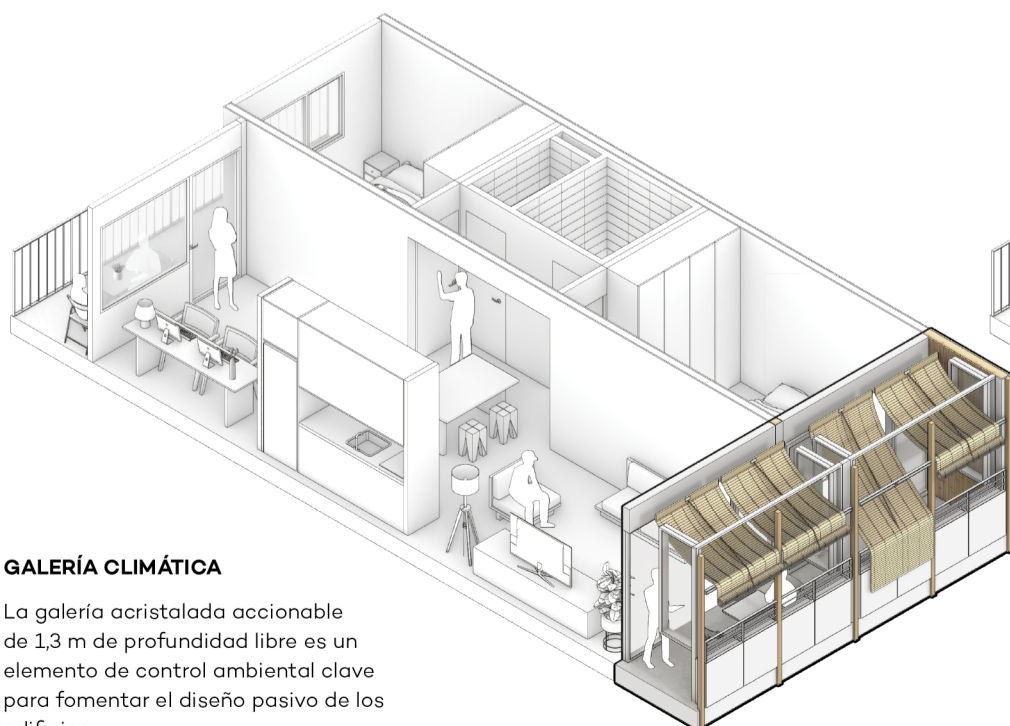 GALERÍA CLIMÁTICA
La galería acristalada accionable
de 1,3 m de profundidad libre es un
elemento de control ambiental clave
para fomentar el diseño pasivo de los